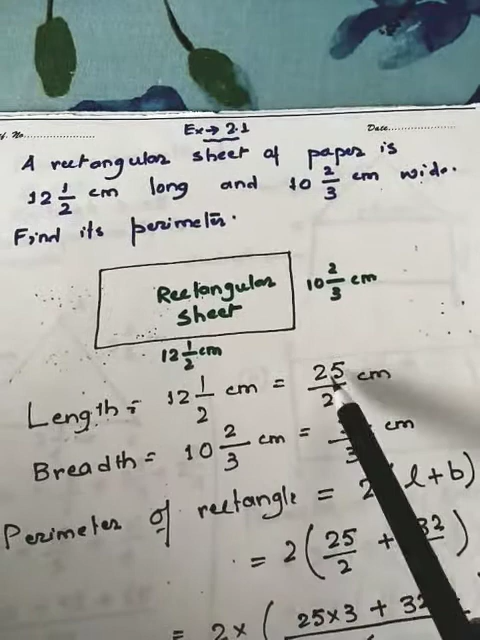 Ex → 2.1
Date
A rectangular sheet of paper is
12 1/2 cm long and 10 2/3 cm wide.
Find its perimeter.
Rectangular
sheet
10 2/3 cm
12 1/2 cm
Length = 12 1/2 cm = 25/2 cm
Breadth = 10 2/3 cm = /3 cm
Perimeter of rectangle = 2(l+b)
= 2(25/2 + 32/ )
= 2 × ( 25×3 + 32